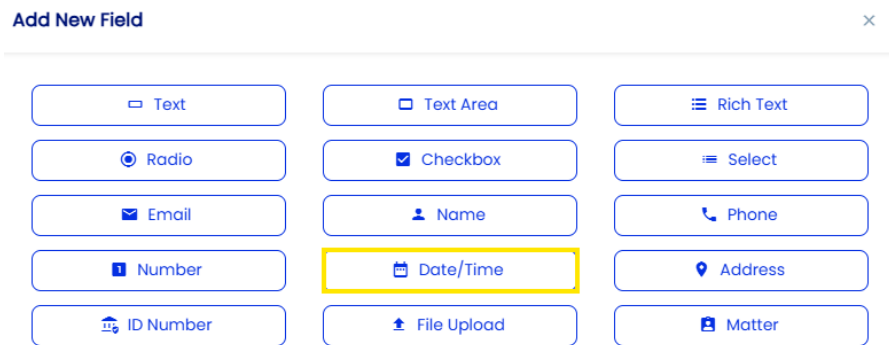 Add New Field
Text
Text Area
Rich Text
Radio
Checkbox
Select
Email
Name
Phone
Number
Date/Time
Address
ID Number
File Upload
Matter